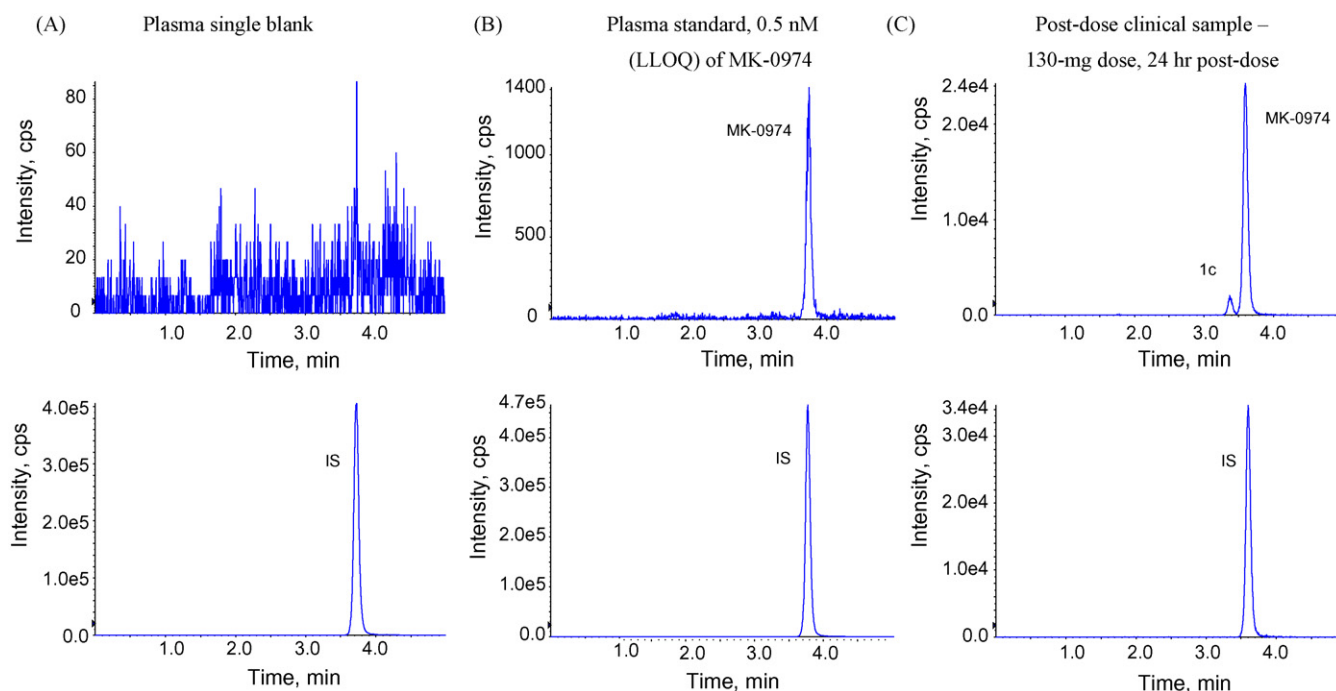 (A) Plasma single blank
80
60
40
20
0
Intensity, cps
1.0 2.0 3.0 4.0
Time, min
4.0e5
3.0e5
2.0e5
1.0e5
0.0
Intensity, cps
IS
1.0 2.0 3.0 4.0
Time, min
(B) Plasma standard, 0.5 nM
(LLOQ) of MK-0974
1400
1000
500
0
Intensity, cps
MK-0974
1.0 2.0 3.0 4.0
Time, min
4.7e5
4.0e5
3.0e5
2.0e5
1.0e5
0.0
Intensity, cps
IS
1.0 2.0 3.0 4.0
Time, min
(C) Post-dose clinical sample –
130-mg dose, 24 hr post-dose
2.4e4
2.0e4
1.0e4
0.0
Intensity, cps
MK-0974
1c
1.0 2.0 3.0 4.0
Time, min
3.4e4
3.0e4
2.0e4
1.0e4
0.0
Intensity, cps
IS
1.0 2.0 3.0 4.0
Time, min